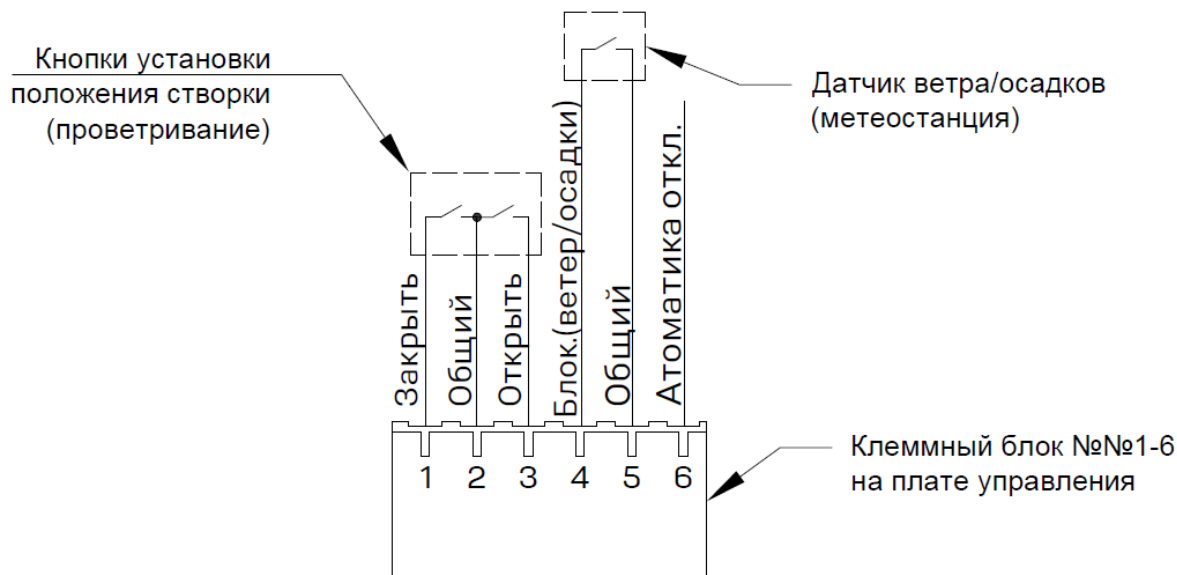 Кнопки установки
положения створки
(проветривание)
Датчик ветра/осадков
(метеостанция)
Закрыть
Общий
Открыть
Блок.(ветер/осадки)
Общий
Атоматика откл.
1 2 3 4 5 6
Клеммный блок №№1-6
на плате управления